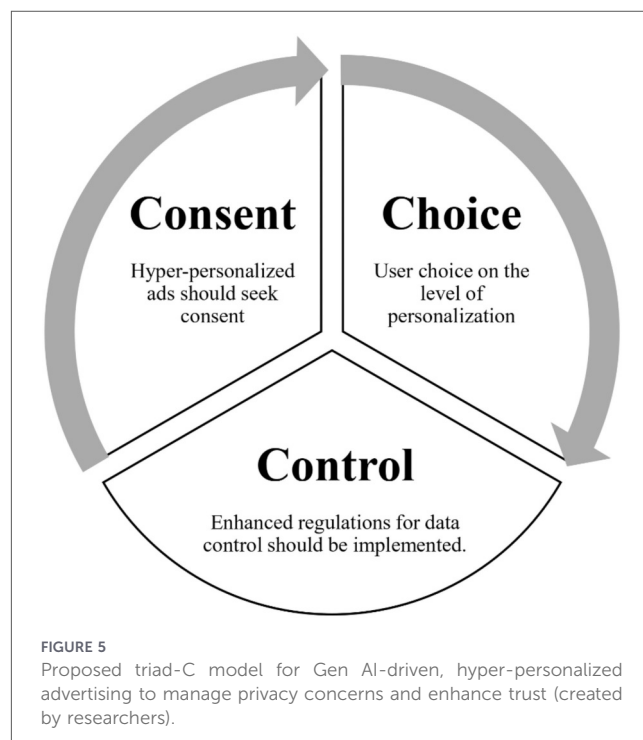 Consent
Hyper-personalized
ads should seek
consent
Choice
User choice on the
level of
personalization
Control
Enhanced regulations for data
control should be implemented.
FIGURE 5
Proposed triad-C model for Gen AI-driven, hyper-personalized
advertising to manage privacy concerns and enhance trust (created
by researchers).